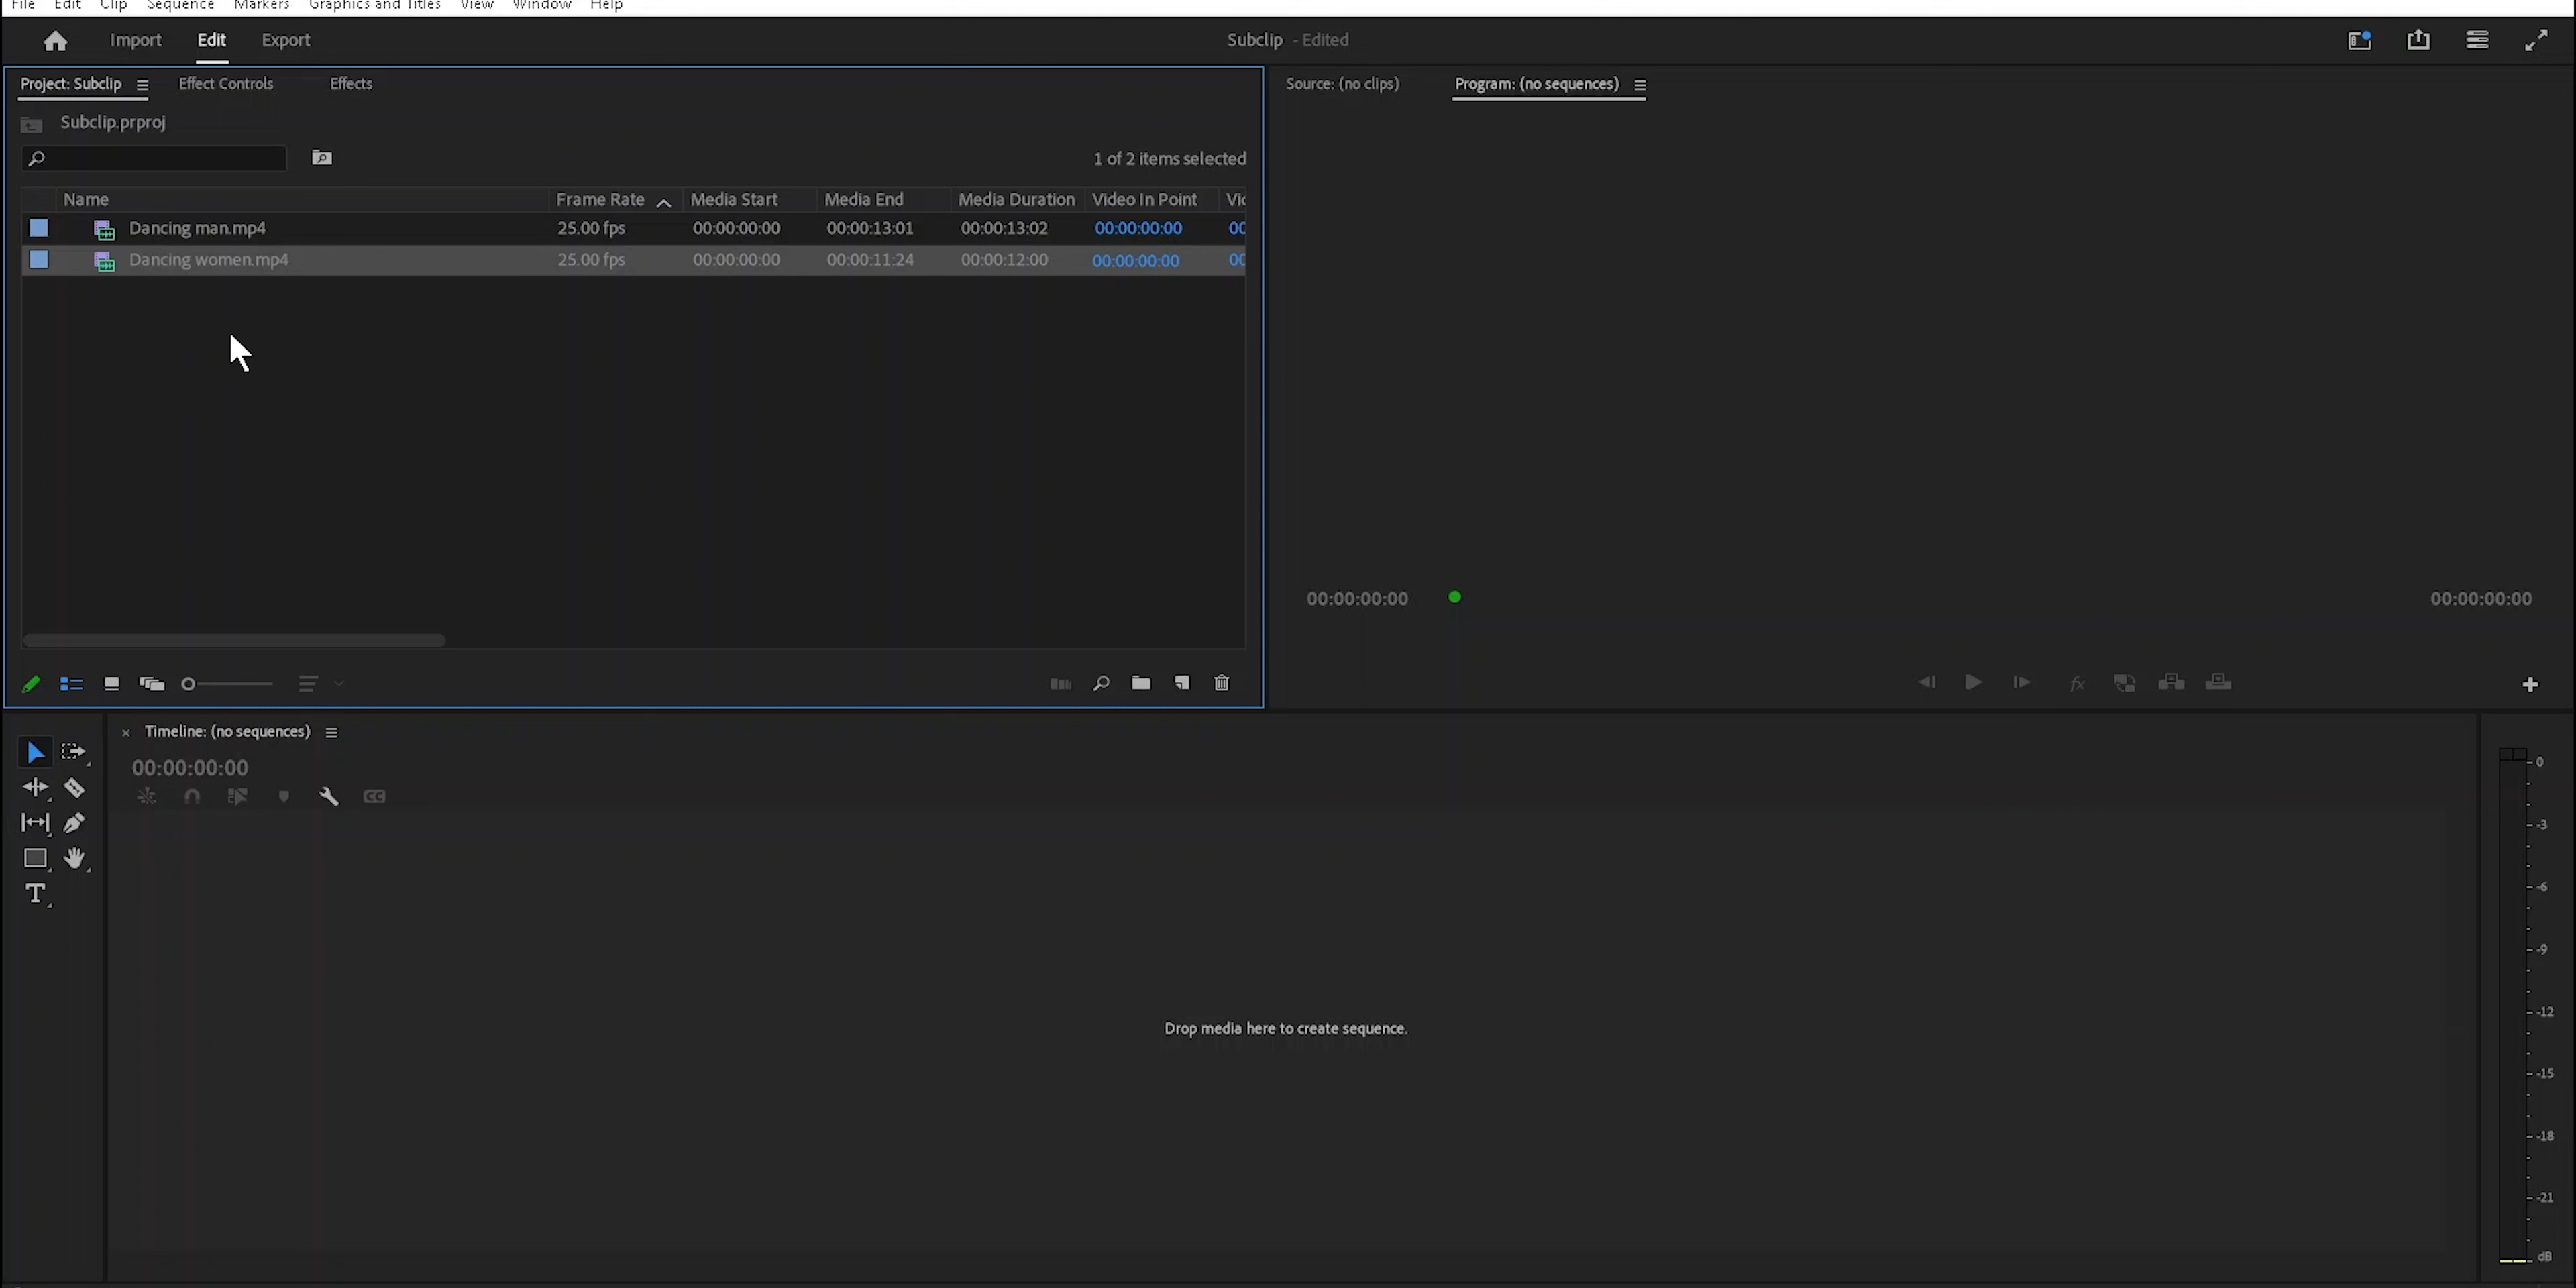 File Edit Clip Sequence Markers Graphics and Titles View Window Help
Import Edit Export
Subclip - Edited
Project: Subclip Effect Controls Effects
Source: (no clips) Program: (no sequences)
Subclip.prproj
1 of 2 items selected
Name Frame Rate Media Start Media End Media Duration Video In Point Vic
Dancing man.mp4 25.00 fps 00:00:00:00 00:00:13:01 00:00:13:02 00:00:00:00 00
Dancing women.mp4 25.00 fps 00:00:00:00 00:00:11:24 00:00:12:00 00:00:00:00 00
00:00:00:00 00:00:00:00
fx
Timeline: (no sequences)
00:00:00:00
CC
T
Drop media here to create sequence.
0
-3
-6
-9
-12
-15
-18
-21
dB